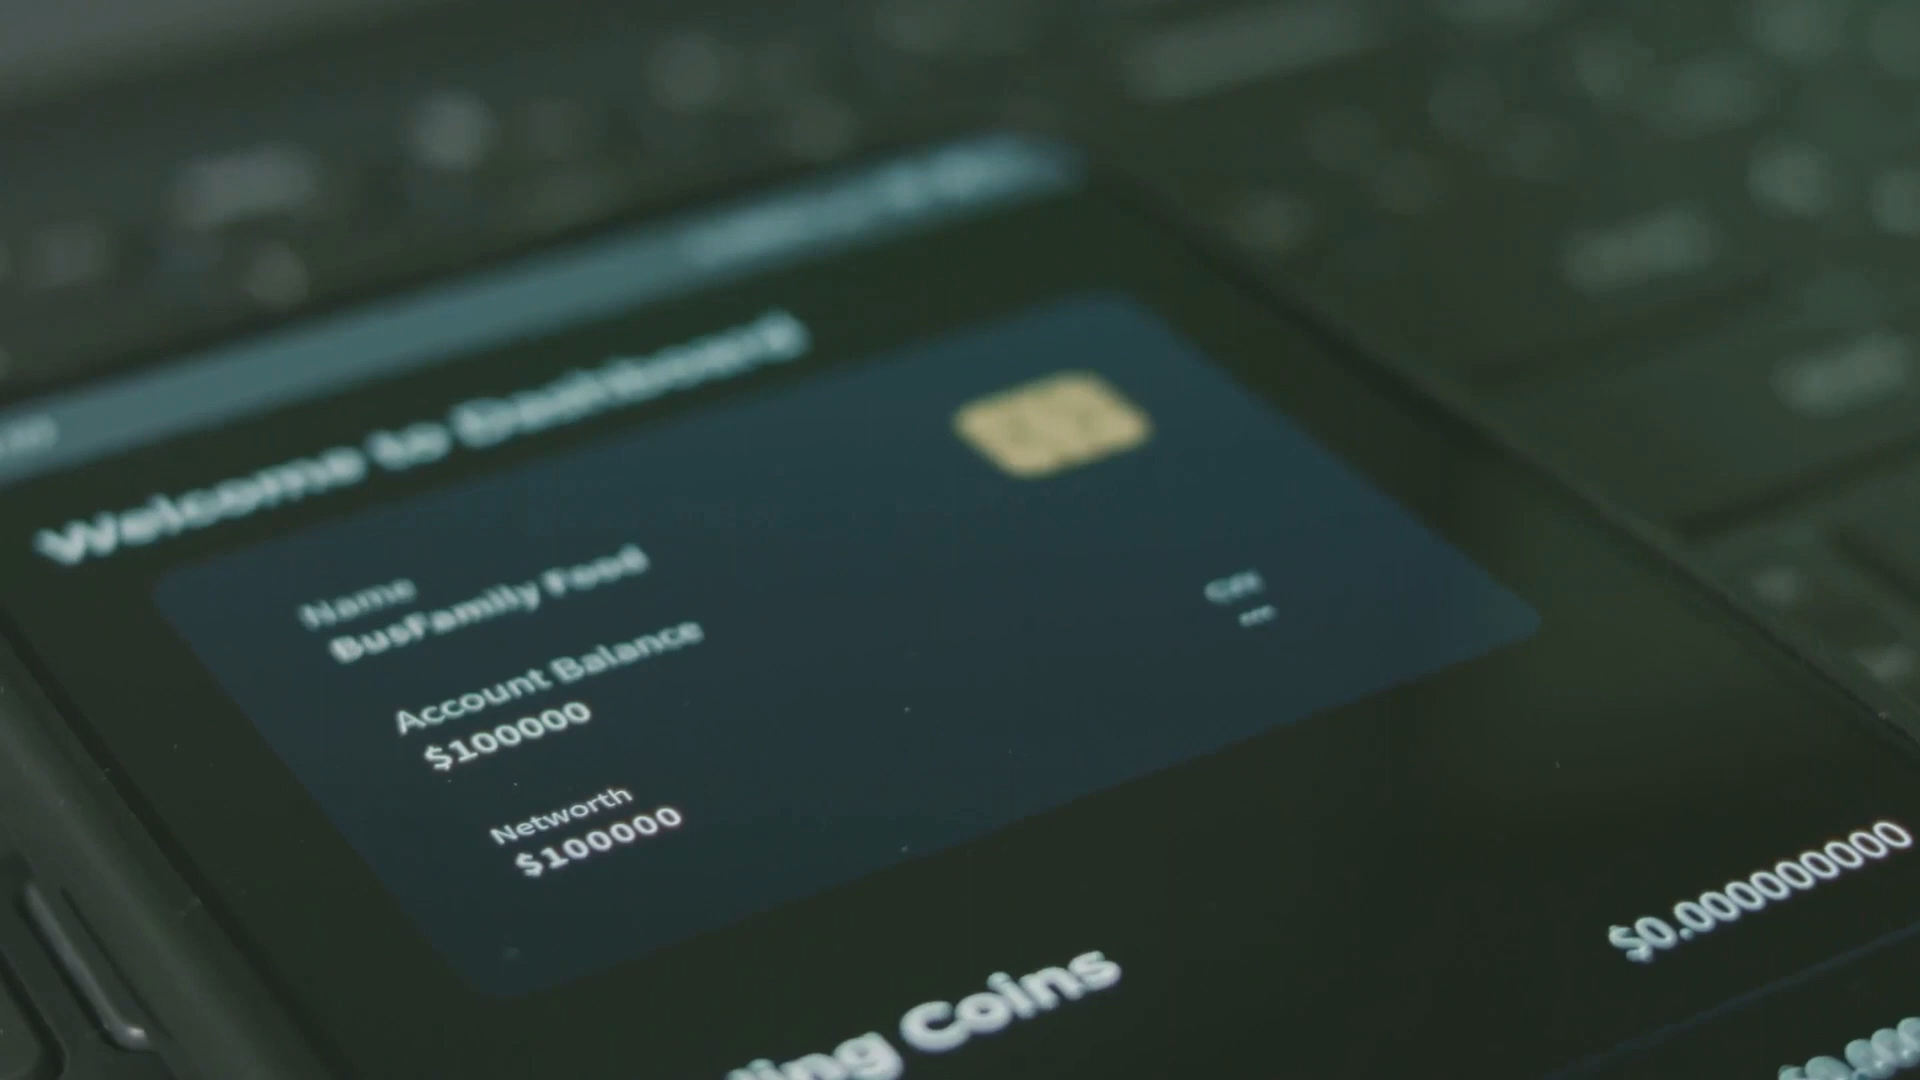 Welcome to Dashboard
Name
BusFamily Food
Account Balance
$100000
Networth
$100000
$0.000000000
Coins